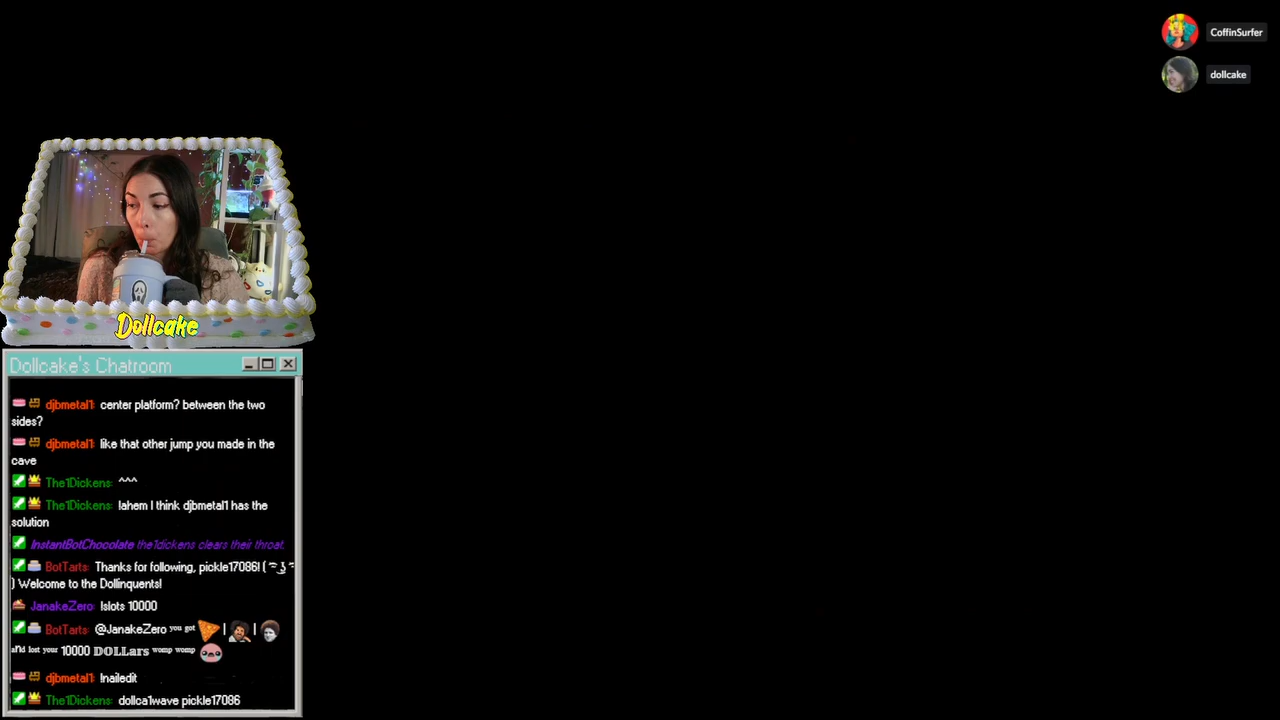 CoffinSurfer
dollcake
Dollcake
Dollcake's Chatroom
djbmetal1: center platform? between the two
sides?
djbmetal1: like that other jump you made in the
cave
The1Dickens: ^^^
The1Dickens: !ahem I think djbmetal1 has the
solution
InstantBotChocolate the1dickens clears their throat.
BotTarts: Thanks for following, pickle17086! ( ͡° ͜ʖ ͡°
) Welcome to the Dollinquents!
JanakeZero: !slots 10000
BotTarts: @JanakeZero you got | |
and lost your 10000 DOLLars womp womp
djbmetal1: !nailedit
The1Dickens: dollca1wave pickle17086